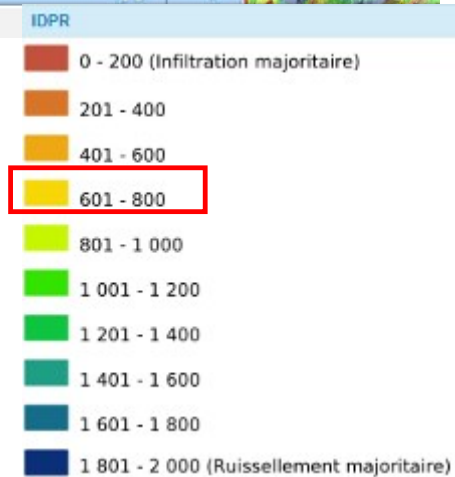 IDPR
0 - 200 (Infiltration majoritaire)
201 - 400
401 - 600
601 - 800
801 - 1 000
1 001 - 1 200
1 201 - 1 400
1 401 - 1 600
1 601 - 1 800
1 801 - 2 000 (Ruissellement majoritaire)